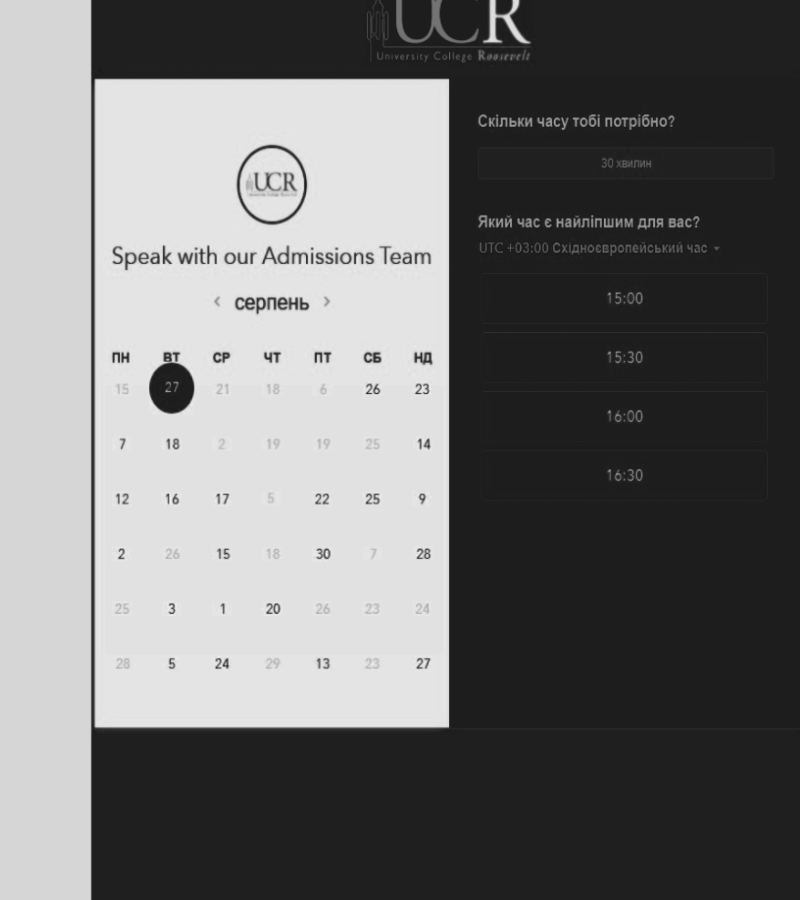 UCR
University College Roosevelt
UCR
Speak with our Admissions Team
‹ серпень ›
ПН ВТ СР ЧТ ПТ СБ НД
15 27 21 18 6 26 23
7 18 2 19 19 25 14
12 16 17 5 22 25 9
2 26 15 18 30 7 28
25 3 1 20 26 23 24
28 5 24 29 13 23 27
Скільки часу тобі потрібно?
30 хвилин
Який час є найліпшим для вас?
UTC +03:00 Східноєвропейський час
15:00
15:30
16:00
16:30